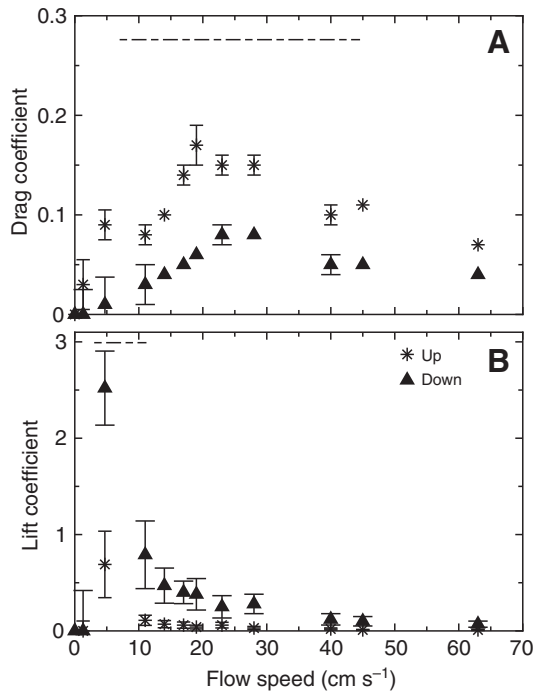 0.3
A
0.2
Drag coefficient
0.1
0
3
B
Up
Down
2
Lift coefficient
1
0
0 10 20 30 40 50 60 70
Flow speed (cm s⁻¹)